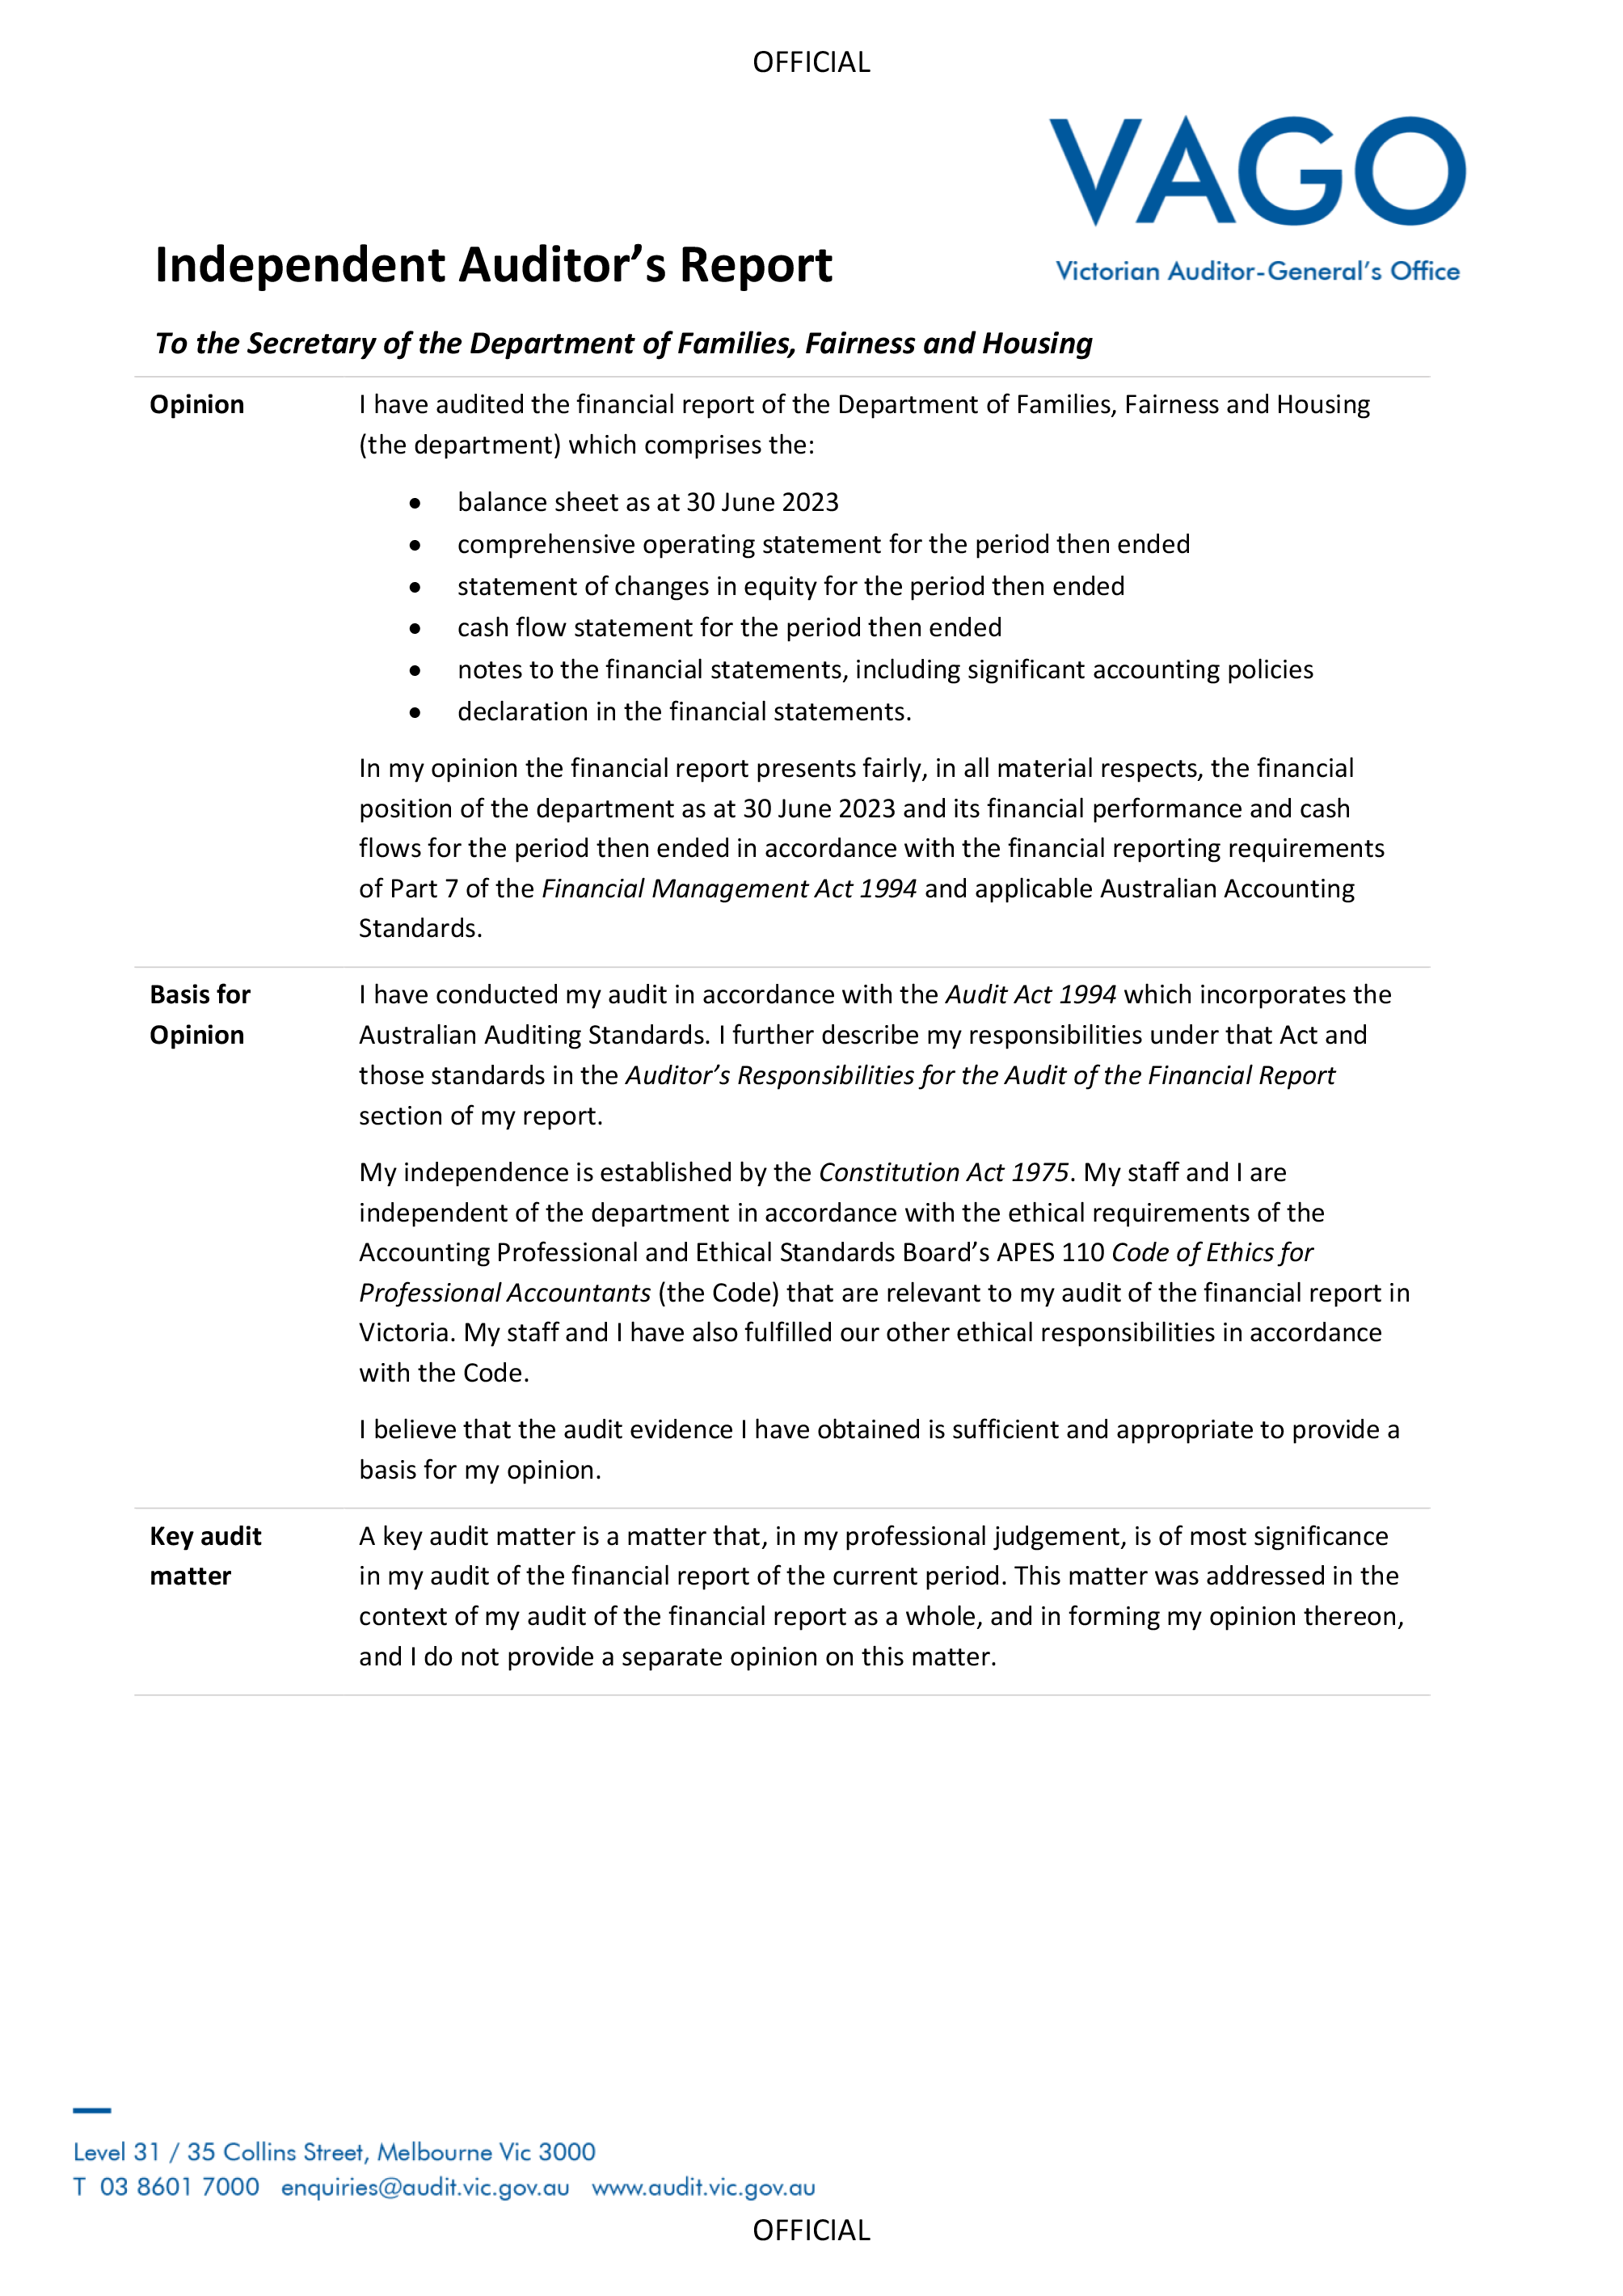 OFFICIAL
VAGO
Victorian Auditor-General's Office
Independent Auditor's Report
To the Secretary of the Department of Families, Fairness and Housing
Opinion
I have audited the financial report of the Department of Families, Fairness and Housing
(the department) which comprises the:
• balance sheet as at 30 June 2023
• comprehensive operating statement for the period then ended
• statement of changes in equity for the period then ended
• cash flow statement for the period then ended
• notes to the financial statements, including significant accounting policies
• declaration in the financial statements.
In my opinion the financial report presents fairly, in all material respects, the financial
position of the department as at 30 June 2023 and its financial performance and cash
flows for the period then ended in accordance with the financial reporting requirements
of Part 7 of the Financial Management Act 1994 and applicable Australian Accounting
Standards.
Basis for
Opinion
I have conducted my audit in accordance with the Audit Act 1994 which incorporates the
Australian Auditing Standards. I further describe my responsibilities under that Act and
those standards in the Auditor's Responsibilities for the Audit of the Financial Report
section of my report.
My independence is established by the Constitution Act 1975. My staff and I are
independent of the department in accordance with the ethical requirements of the
Accounting Professional and Ethical Standards Board's APES 110 Code of Ethics for
Professional Accountants (the Code) that are relevant to my audit of the financial report in
Victoria. My staff and I have also fulfilled our other ethical responsibilities in accordance
with the Code.
I believe that the audit evidence I have obtained is sufficient and appropriate to provide a
basis for my opinion.
Key audit
matter
A key audit matter is a matter that, in my professional judgement, is of most significance
in my audit of the financial report of the current period. This matter was addressed in the
context of my audit of the financial report as a whole, and in forming my opinion thereon,
and I do not provide a separate opinion on this matter.
Level 31 / 35 Collins Street, Melbourne Vic 3000
T 03 8601 7000 enquiries@audit.vic.gov.au www.audit.vic.gov.au
OFFICIAL